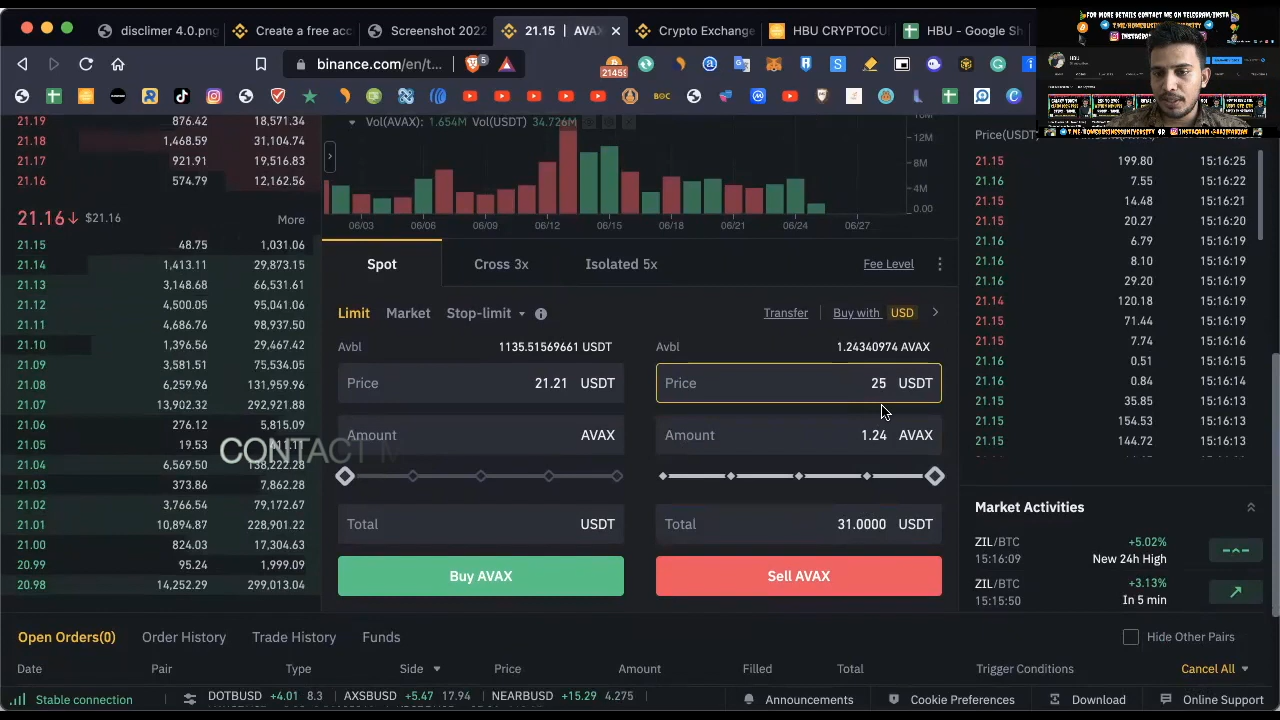 disclimer 4.0.png
Create a free acc
Screenshot 2022
21.15 | AVA
Crypto Exchange
HBU CRYPTOCU
HBU - Google Sh
FOR MORE DETAILS CONTACT ME ON TELEGRAM/INSTA
binance.com/en/t...
5
21459
HBU
T.ME/HOMEBUSINESSUNIVERSITY OR
21.19 876.42 18,571.34
21.18 1,468.59 31,104.74
21.17 921.91 19,516.83
21.16 574.79 12,162.56
21.16↓ $21.16 More
21.15 48.75 1,031.06
21.14 1,413.11 29,873.15
21.13 3,148.68 66,531.61
21.12 4,500.05 95,041.06
21.11 4,686.76 98,937.50
21.10 1,396.56 29,467.42
21.09 3,581.51 75,534.05
21.08 6,259.96 131,959.96
21.07 13,902.32 292,921.88
21.06 276.12 5,815.09
21.05 19.53
21.04 6,569.50 138,222.28
21.03 373.86 7,862.28
21.02 3,766.54 79,172.67
21.01 10,894.87 228,901.22
21.00 824.03 17,304.63
20.99 95.24 1,999.09
20.98 14,252.29 299,013.04
CONTACT M
1.654M Vol(USDT) 34.726M
12M
8M
4M
0.00
06/03 06/06 06/09 06/12 06/15 06/18 06/21 06/24 06/27
Spot Cross 3x Isolated 5x Fee Level
Limit Market Stop-limit Transfer Buy with USD
Avbl 1135.51569661 USDT
Price 21.21 USDT
Amount AVAX
Total USDT
Buy AVAX
Avbl 1.24340974 AVAX
Price 25 USDT
Amount 1.24 AVAX
Total 31.0000 USDT
Sell AVAX
Price(USDT
21.15 199.80 15:16:25
21.16 7.55 15:16:22
21.15 14.48 15:16:21
21.15 20.27 15:16:20
21.16 6.79 15:16:19
21.16 8.10 15:16:19
21.16 29.20 15:16:19
21.14 120.18 15:16:19
21.15 71.44 15:16:19
21.15 7.74 15:16:16
21.16 0.51 15:16:15
21.16 0.84 15:16:14
21.15 35.85 15:16:13
21.15 154.53 15:16:13
21.15 144.72 15:16:13
Market Activities
ZIL/BTC +5.02%
15:16:09 New 24h High
ZIL/BTC +3.13%
15:15:50 In 5 min
Open Orders(0) Order History Trade History Funds Hide Other Pairs
Date Pair Type Side Price Amount Filled Total Trigger Conditions Cancel All
Stable connection DOTBUSD +4.01 8.3 AXSBUSD +5.47 17.94 NEARBUSD +15.29 4.275 Announcements Cookie Preferences Download Online Support